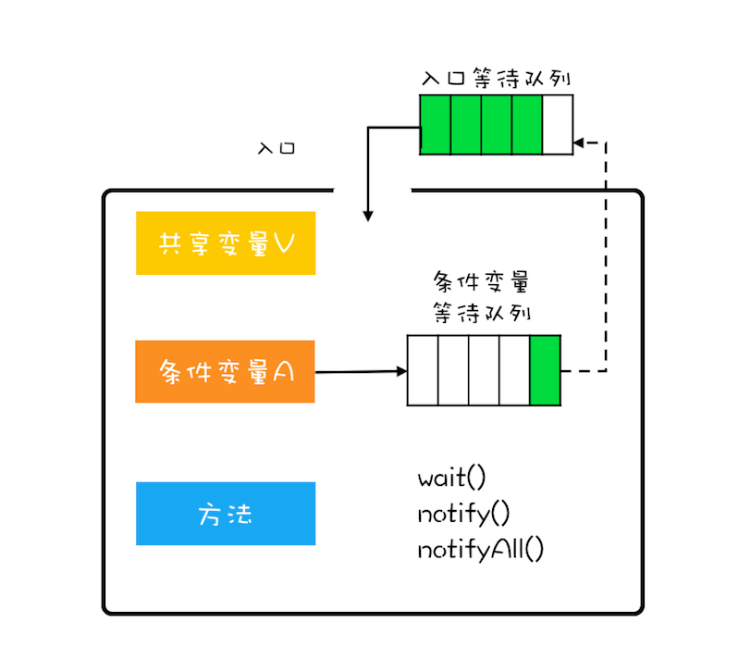 入口等待队列
入口
共享变量V
条件变量
等待队列
条件变量A
方法
wait()
notify()
notifyAll()